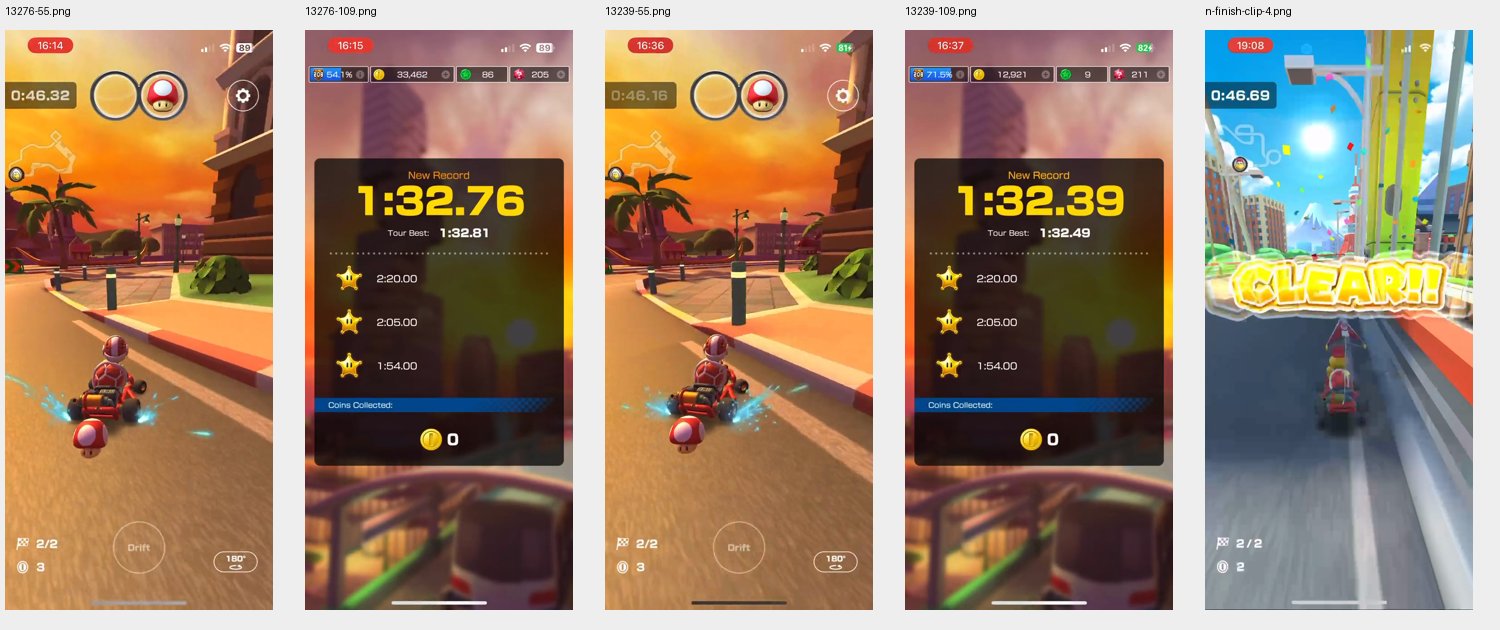 13276-55.png
16:14
89
0:46.32
Drift
2/2
3
180°
13276-109.png
16:15
89
54.1%
33,462
86
205
New Record
1:32.76
Tour Best: 1:32.81
2:20.00
2:05.00
1:54.00
Coins Collected:
0
13239-55.png
16:36
81
0:46.16
Drift
2/2
3
180°
13239-109.png
16:37
82
71.5%
12,921
9
211
New Record
1:32.39
Tour Best: 1:32.49
2:20.00
2:05.00
1:54.00
Coins Collected:
0
n-finish-clip-4.png
19:08
0:46.69
CLEAR!!
2/2
2